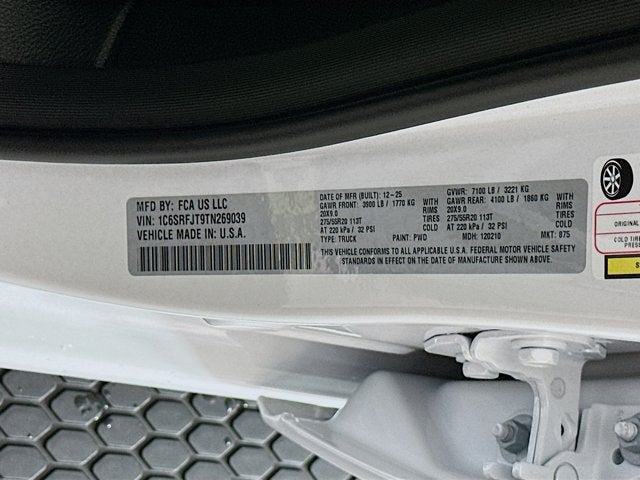 MFD BY: FCA US LLC
VIN: 1C6SRFJT9TN269039
VEHICLE MADE IN: U.S.A.
DATE OF MFR (BUILT): 12-25
GAWR FRONT: 3900 LB / 1770 KG WITH
20X9.0 RIMS
275/55R20 113T TIRES
AT 220 kPa / 32 PSI COLD
TYPE: TRUCK PAINT: PWD
GVWR: 7100 LB / 3221 KG
GAWR REAR: 4100 LB / 1860 KG WITH
20X9.0 RIMS
275/55R20 113T TIRES
AT 220 kPa / 32 PSI COLD
MDH: 120210 MKT: 875
THIS VEHICLE CONFORMS TO ALL APPLICABLE U.S.A. FEDERAL MOTOR VEHICLE SAFETY
STANDARDS IN EFFECT ON THE DATE OF MANUFACTURE SHOWN ABOVE.
ORIGINAL
COLD TIRE